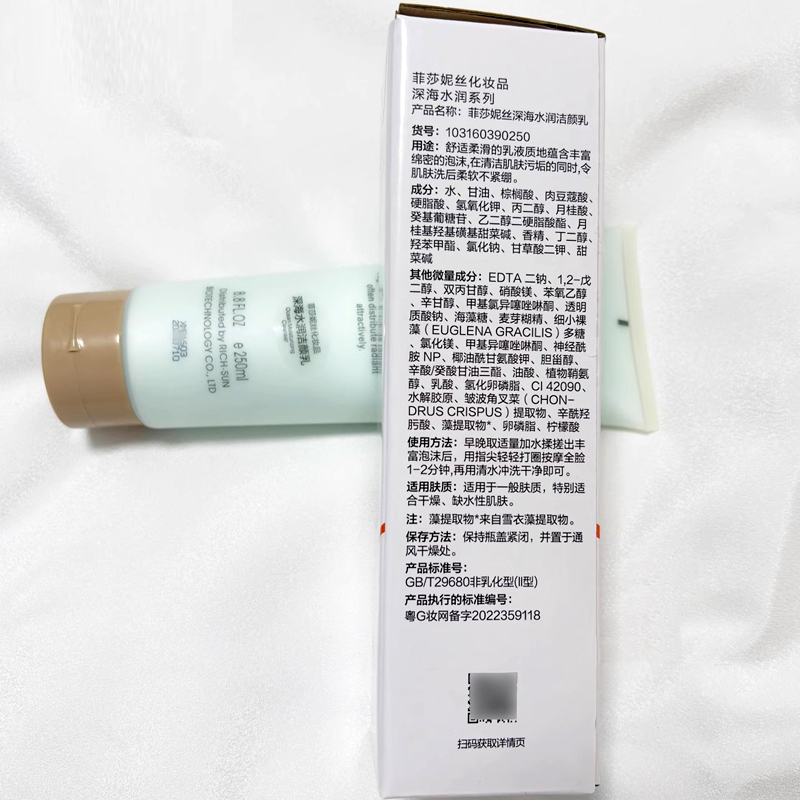 菲莎妮丝化妆品
深海水润系列
产品名称：菲莎妮丝深海水润洁颜乳
货号：103160390250
用途：舒适柔滑的乳液质地蕴含丰富
绵密的泡沫,在清洁肌肤污垢的同时,令
肌肤洗后柔软不紧绷。
成分：水、甘油、棕榈酸、肉豆蔻酸、
硬脂酸、氢氧化钾、丙二醇、月桂酸、
癸基葡糖苷、乙二醇二硬脂酸酯、月
桂基羟基磺基甜菜碱、香精、丁二醇、
羟苯甲酯、氯化钠、甘草酸二钾、甜
菜碱
其他微量成分：EDTA 二钠、1,2-戊
二醇、双丙甘醇、硝酸镁、苯氧乙醇
、辛甘醇、甲基氯异噻唑啉酮、透明
质酸钠、海藻糖、麦芽糊精、细小裸
藻（EUGLENA GRACILIS）多糖
、氯化镁、甲基异噻唑啉酮、神经酰
胺 NP、椰油酰甘氨酸钾、胆甾醇、
辛酸/癸酸甘油三酯、油酸、植物鞘氨
醇、乳酸、氢化卵磷脂、CI 42090、
水解胶原、皱波角叉菜（CHON-
DRUS CRISPUS）提取物、辛酰羟
肟酸、藻提取物*、卵磷脂、柠檬酸
使用方法：早晚取适量加水揉搓出丰
富泡沫后，用指尖轻轻打圈按摩全脸
1-2分钟,再用清水冲洗干净即可。
适用肤质：适用于一般肤质，特别适
合干燥、缺水性肌肤。
注：藻提取物*来自雪衣藻提取物。
保存方法：保持瓶盖紧闭，并置于通
风干燥处。
产品标准号：
GB/T29680非乳化型(II型)
产品执行的标准编号：
粤G妆网备字2022359118
扫码获取详情页
often distribute radiant
attractively.
菲莎妮丝化妆品
深海水润洁颜乳
8.8FL.OZ e 250ml
Distributed by RICH-SUN
BIOTECHNOLOGY CO., LTD